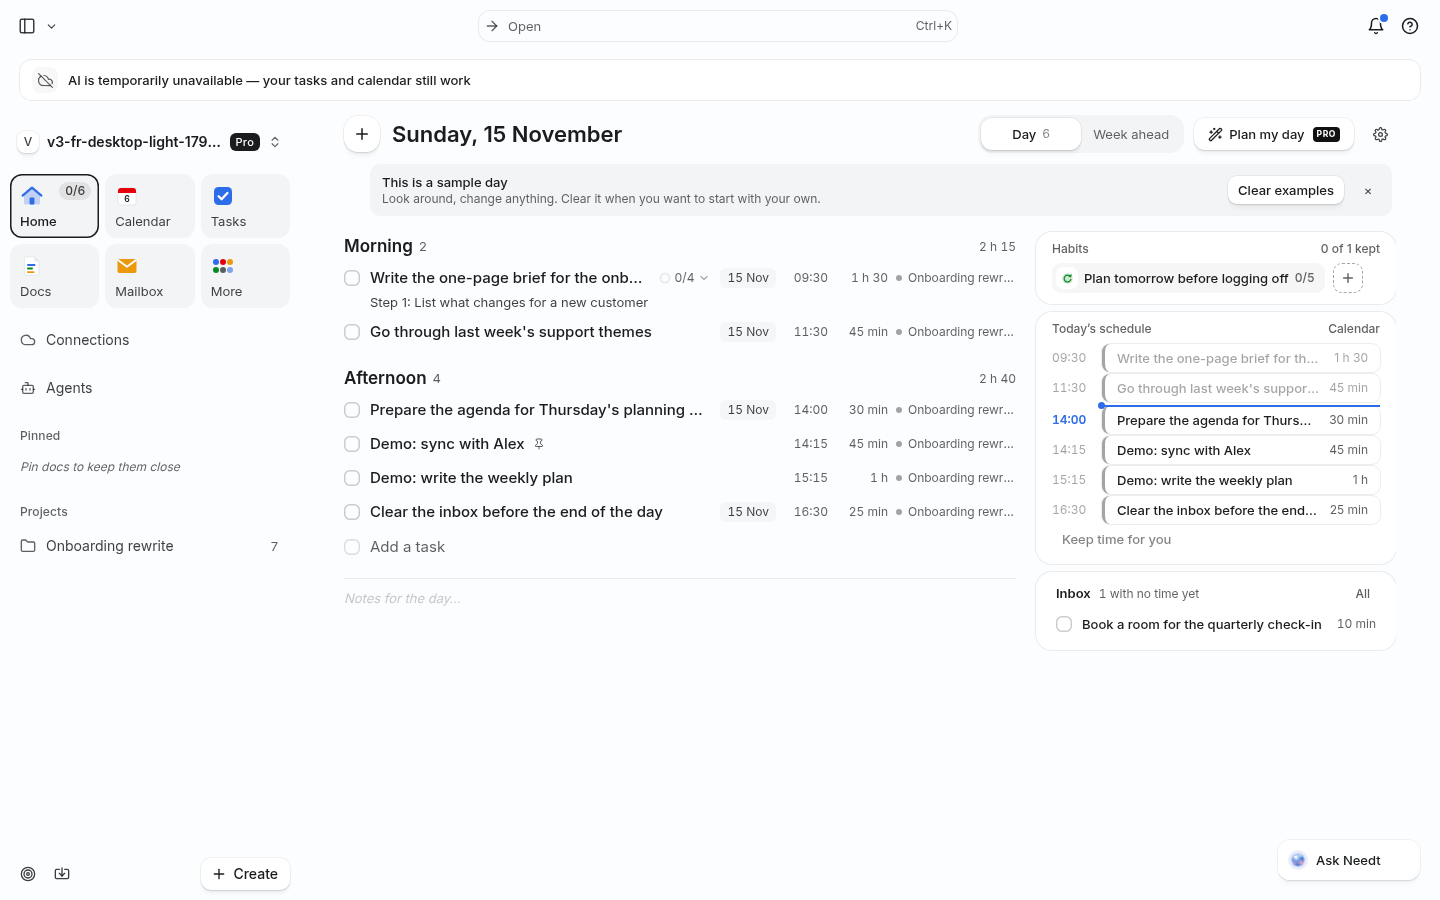 Open
Ctrl+K
AI is temporarily unavailable — your tasks and calendar still work
V
v3-fr-desktop-light-179...
Pro
0/6
Home
6
Calendar
Tasks
Docs
Mailbox
More
Connections
Agents
Pinned
Pin docs to keep them close
Projects
Onboarding rewrite 7
Create
Sunday, 15 November
Day 6
Week ahead
Plan my day PRO
This is a sample day
Look around, change anything. Clear it when you want to start with your own.
Clear examples ×
Morning 2 2 h 15
Write the one-page brief for the onb... 0/4 15 Nov 09:30 1 h 30 Onboarding rewr...
Step 1: List what changes for a new customer
Go through last week's support themes 15 Nov 11:30 45 min Onboarding rewr...
Afternoon 4 2 h 40
Prepare the agenda for Thursday's planning ... 15 Nov 14:00 30 min Onboarding rewr...
Demo: sync with Alex 14:15 45 min Onboarding rewr...
Demo: write the weekly plan 15:15 1 h Onboarding rewr...
Clear the inbox before the end of the day 15 Nov 16:30 25 min Onboarding rewr...
Add a task
Notes for the day...
Habits 0 of 1 kept
Plan tomorrow before logging off 0/5
Today's schedule Calendar
09:30 Write the one-page brief for th... 1 h 30
11:30 Go through last week's suppor... 45 min
14:00 Prepare the agenda for Thurs... 30 min
14:15 Demo: sync with Alex 45 min
15:15 Demo: write the weekly plan 1 h
16:30 Clear the inbox before the end... 25 min
Keep time for you
Inbox 1 with no time yet All
Book a room for the quarterly check-in 10 min
Ask Needt